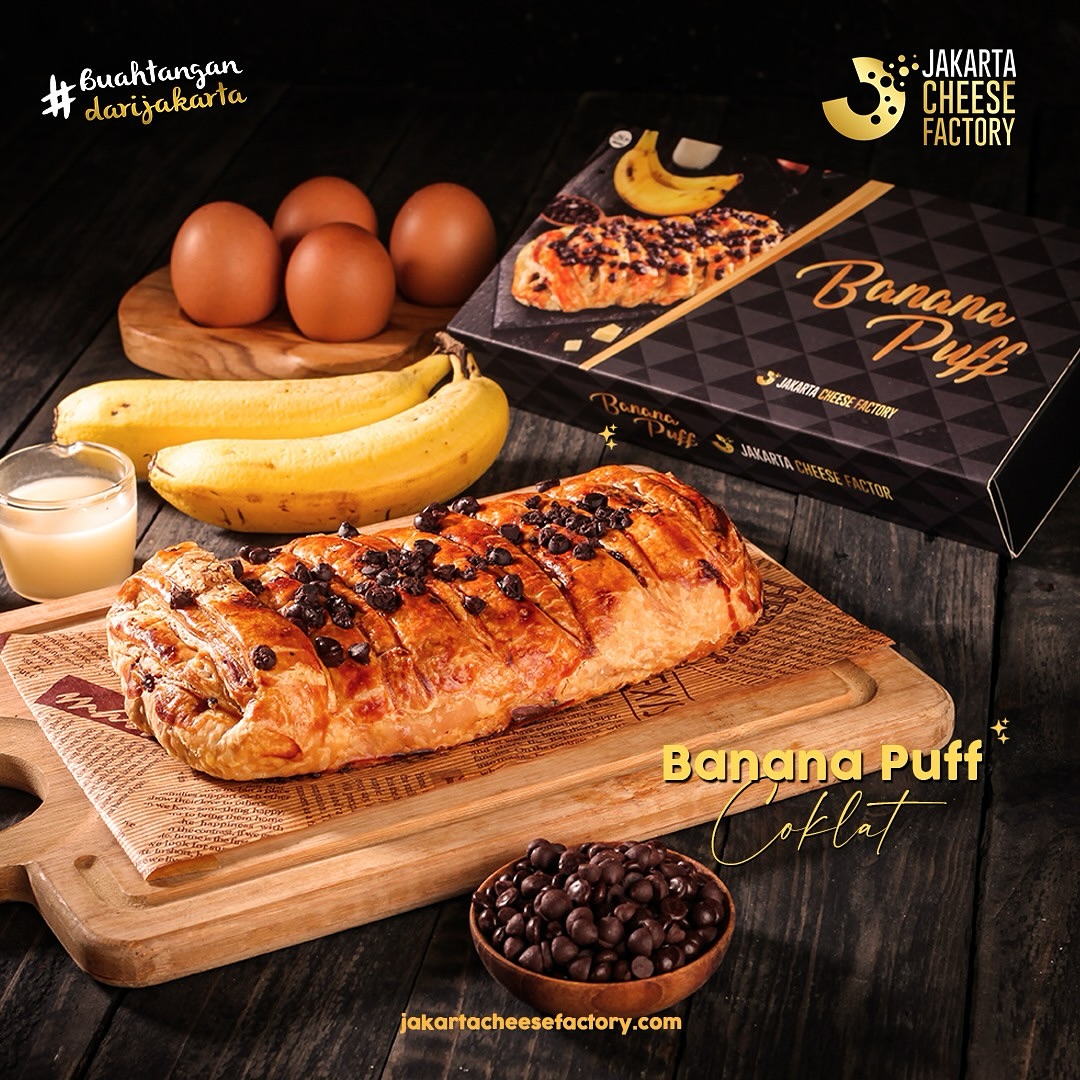 #Buahtangan
darijakarta
JAKARTA
CHEESE
FACTORY
Banana
Puff
JAKARTA CHEESE FACTORY
Banana
Puff
JAKARTA CHEESE FACTOR
Banana Puff
Coklat
jakartacheesefactory.com